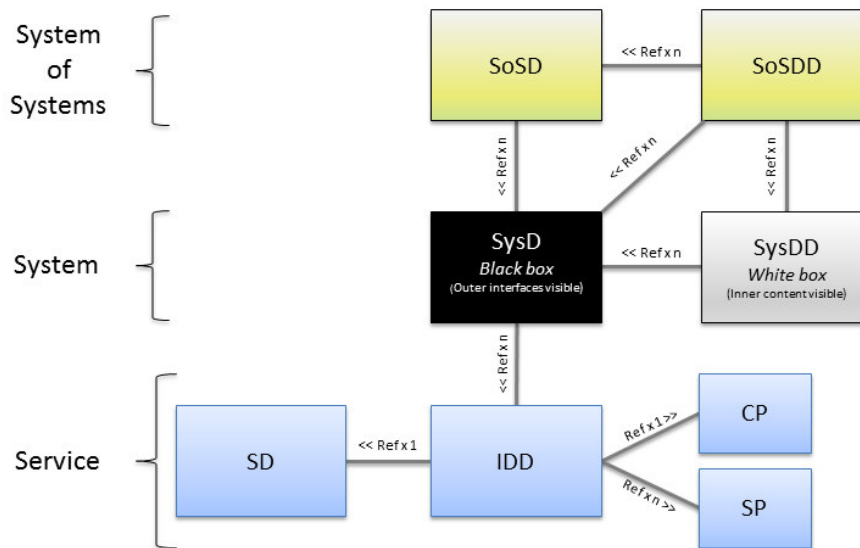 System
of
Systems
SoSD
<< Ref x n
SoSDD
<< Ref x n
<< Ref x n
<< Ref x n
System
SysD
Black box
(Outer interfaces visible)
<< Ref x n
SysDD
White box
(Inner content visible)
<< Ref x n
Service
SD
<< Ref x 1
IDD
Ref x 1 >>
CP
Ref x n >>
SP